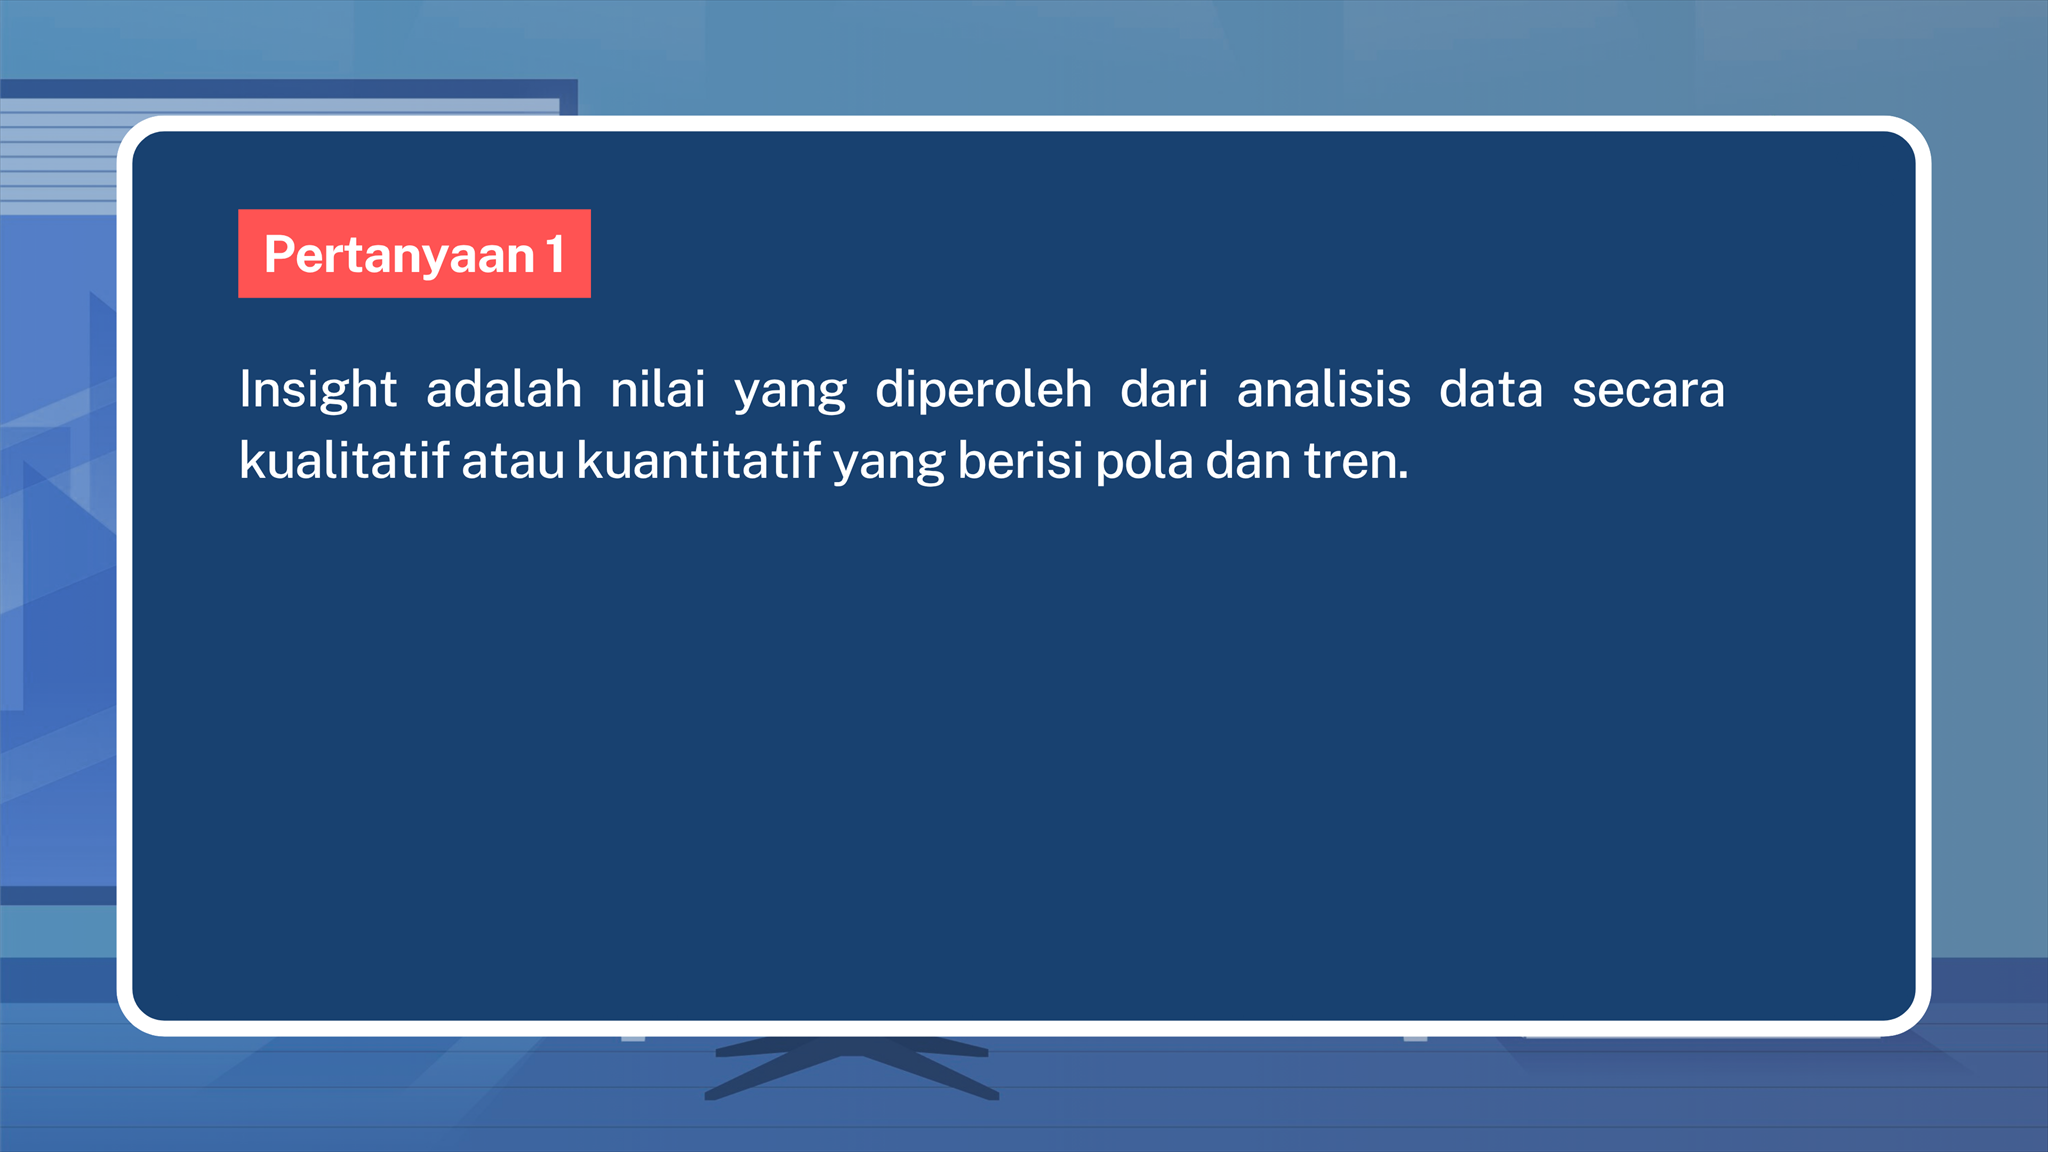 Pertanyaan 1
Insight adalah nilai yang diperoleh dari analisis data secara
kualitatif atau kuantitatif yang berisi pola dan tren.